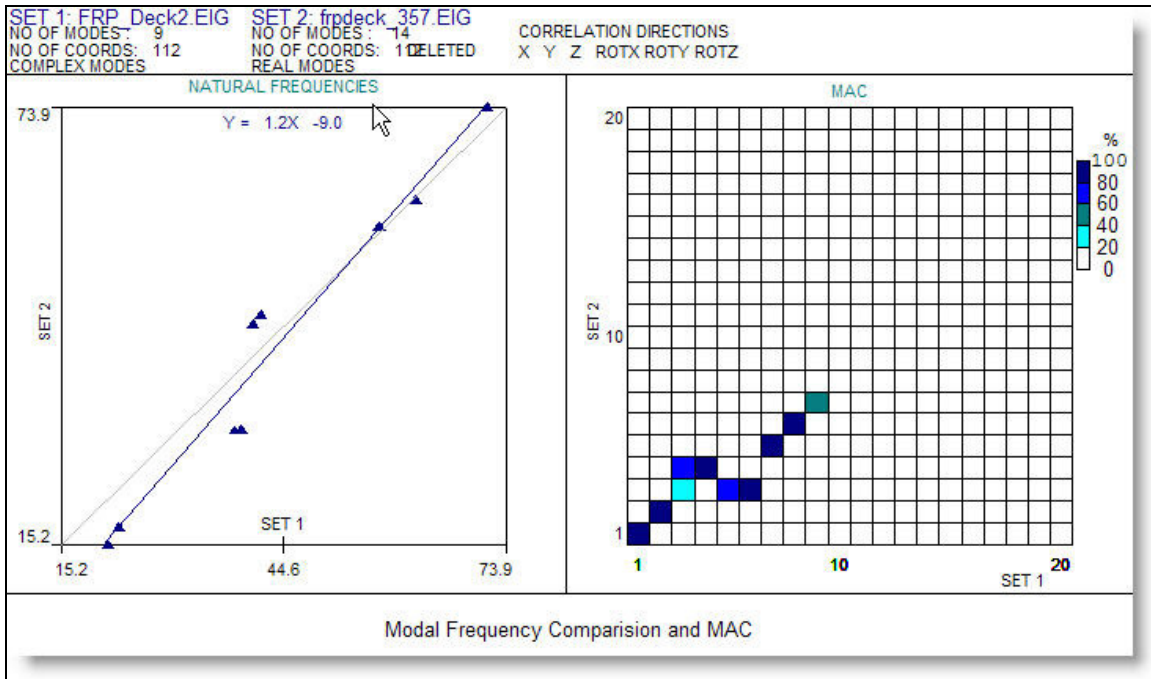 SET 1: FRP_Deck2.EIG
NO OF MODES : 9
NO OF COORDS: 112
COMPLEX MODES
SET 2: frpdeck_357.EIG
NO OF MODES : 14
NO OF COORDS:
REAL MODES
CORRELATION DIRECTIONS
X Y Z ROTX ROTY ROTZ
NATURAL FREQUENCIES
73.9
Y = 1.2X -9.0
SET 2
SET 1
15.2
15.2 44.6 73.9
MAC
20
SET 2
10
1
1 10 20
SET 1
%
100
80
60
40
20
0
Modal Frequency Comparision and MAC